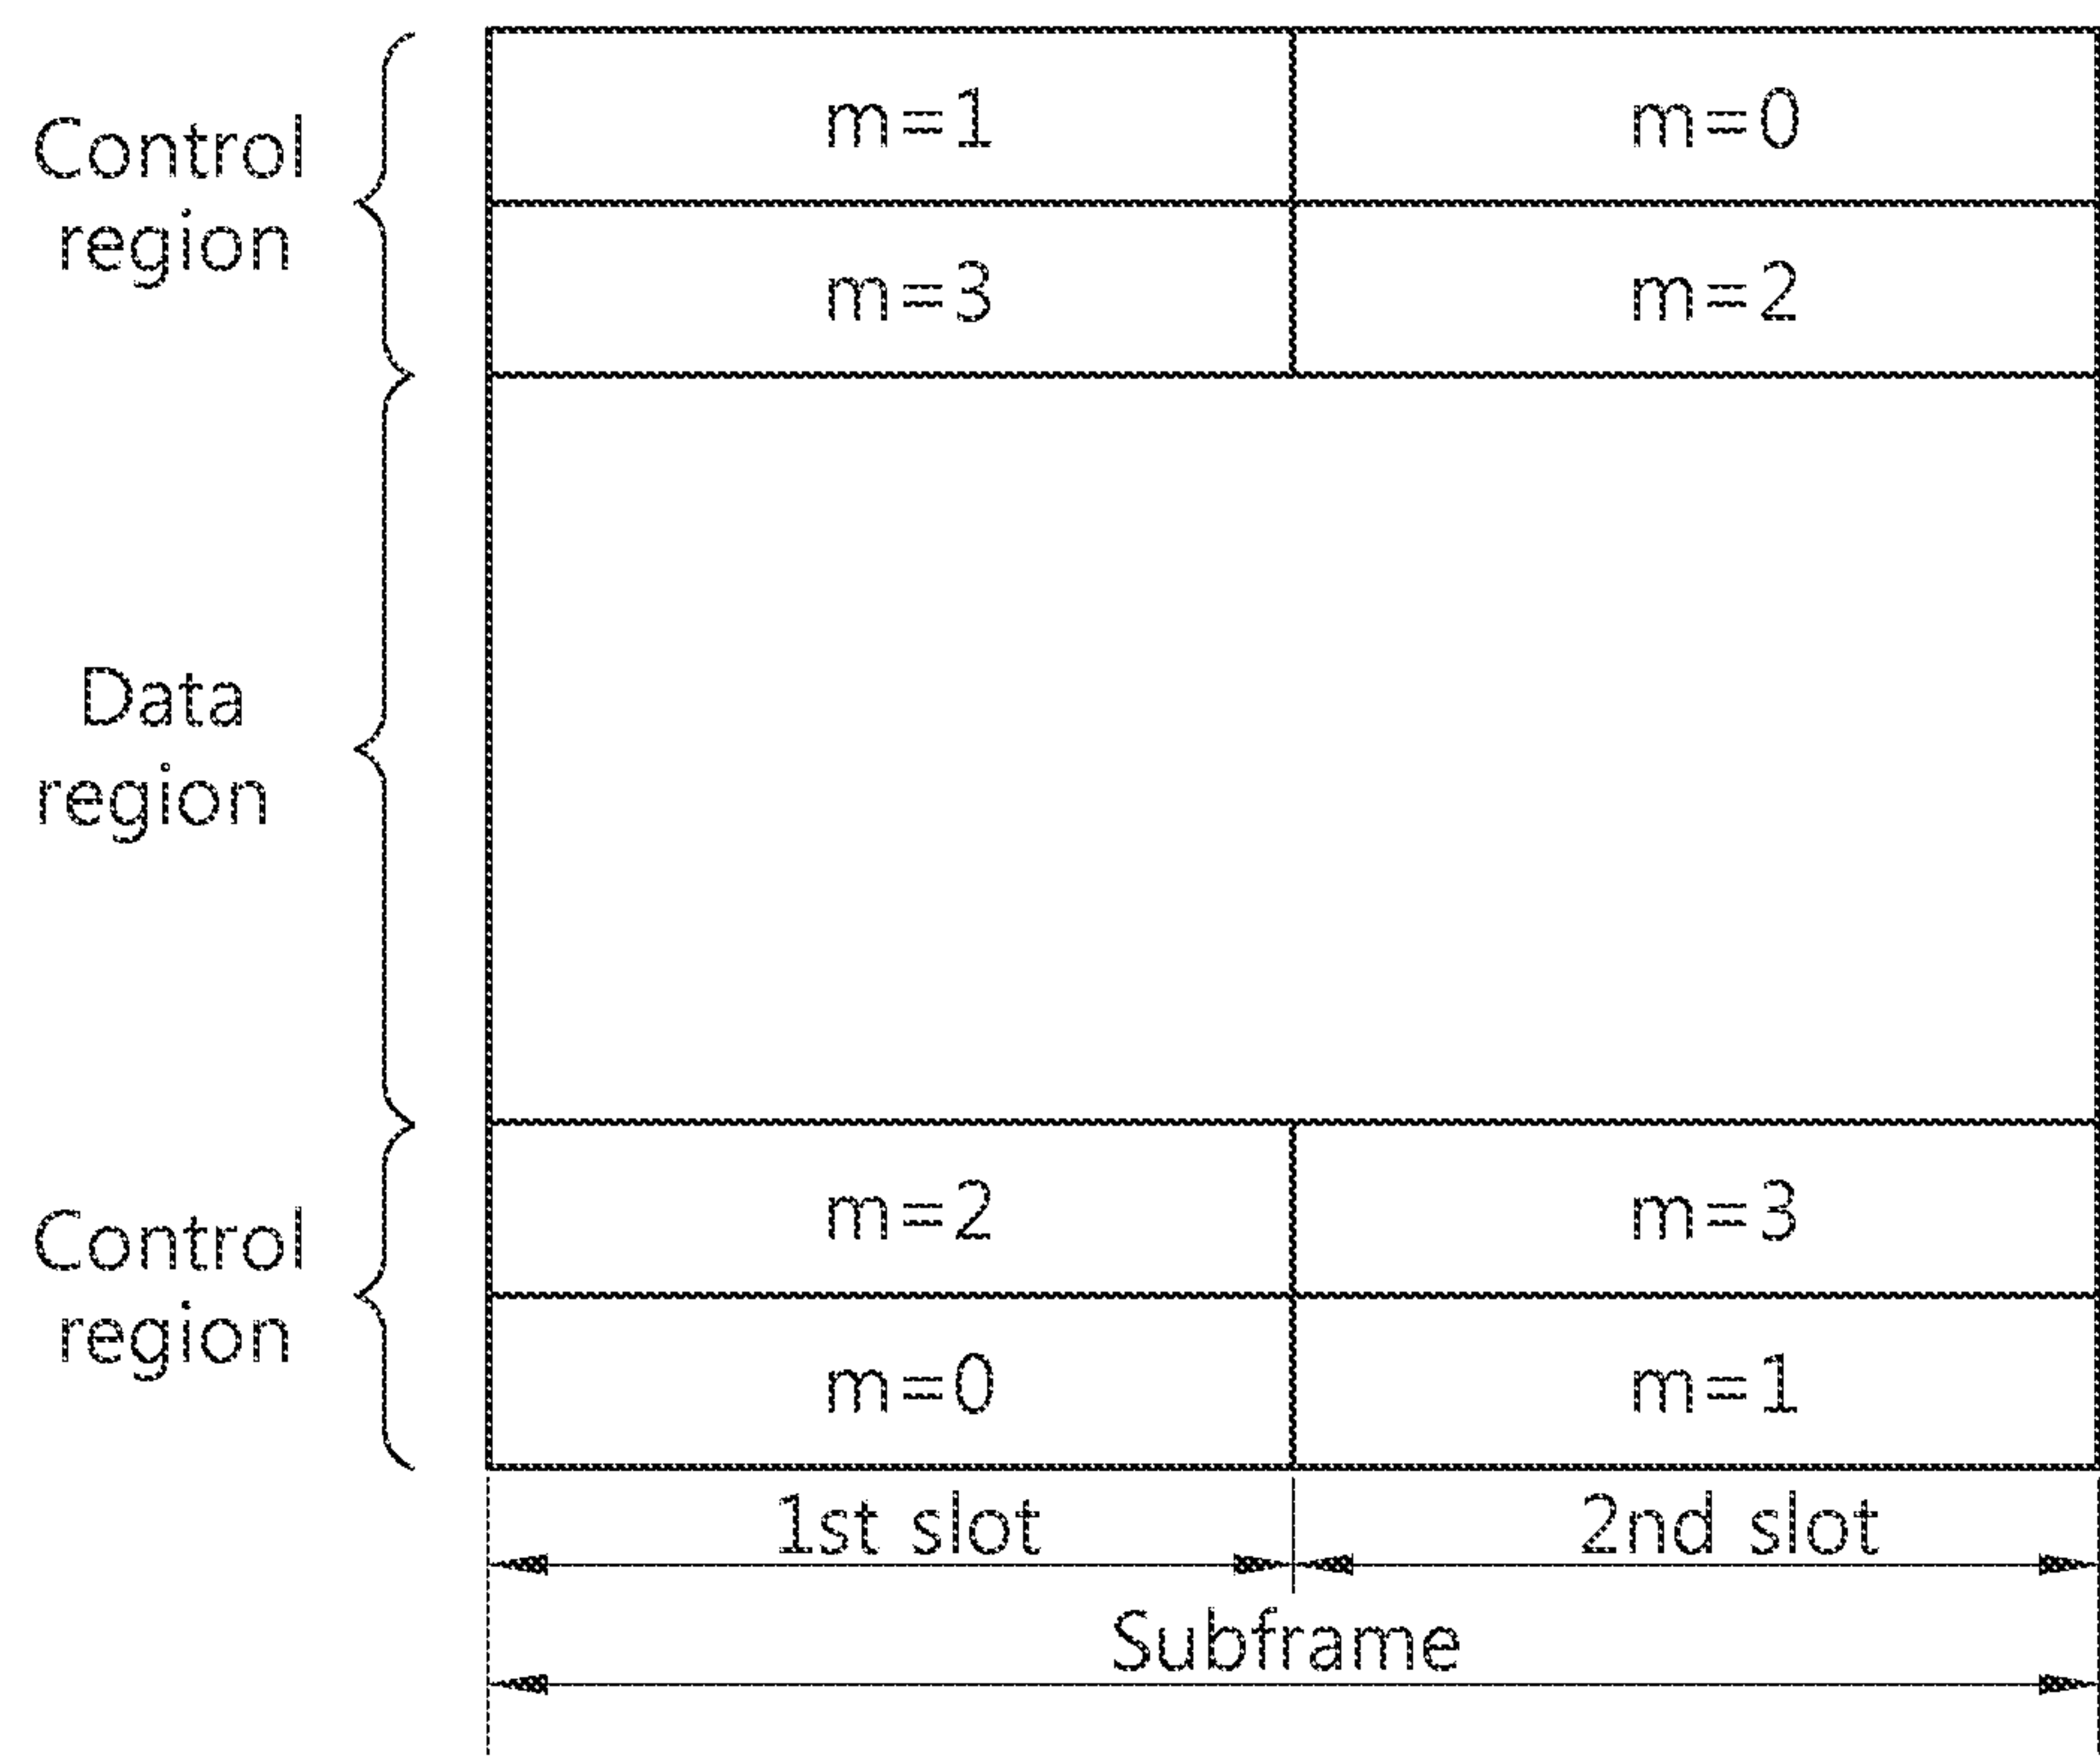 Control
region
m=1
m=0
m=3
m=2
Data
region
Control
region
m=2
m=3
m=0
m=1
1st slot
2nd slot
Subframe